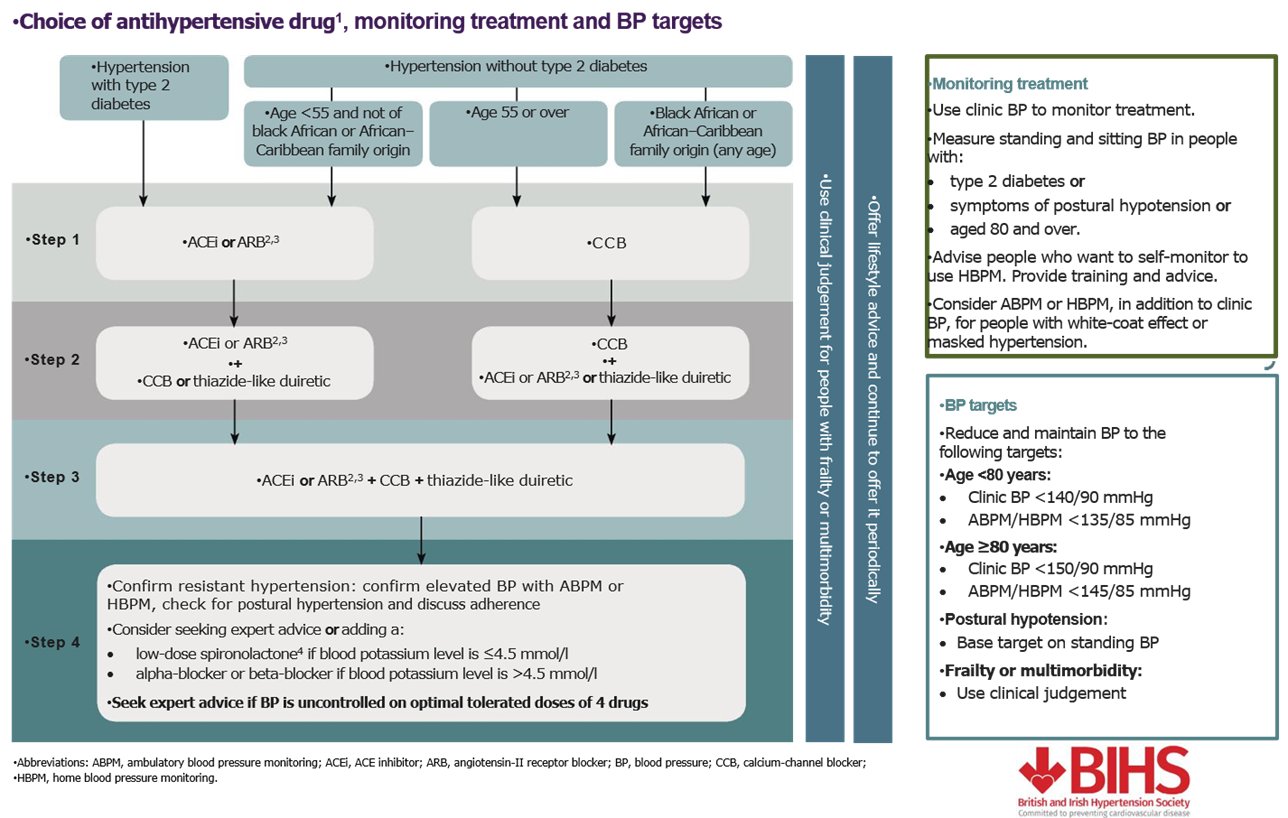 •Choice of antihypertensive drug¹, monitoring treatment and BP targets
•Hypertension
with type 2
diabetes
•Hypertension without type 2 diabetes
•Age <55 and not of
black African or African–
Caribbean family origin
•Age 55 or over
•Black African or
African–Caribbean
family origin (any age)
•Step 1
•ACEi or ARB²,³
•CCB
•Step 2
•ACEi or ARB²,³
•+
•CCB or thiazide-like duiretic
•CCB
•+
•ACEi or ARB²,³ or thiazide-like duiretic
•Step 3
•ACEi or ARB²,³ + CCB + thiazide-like duiretic
•Step 4
•Confirm resistant hypertension: confirm elevated BP with ABPM or
HBPM, check for postural hypertension and discuss adherence
•Consider seeking expert advice or adding a:
• low-dose spironolactone⁴ if blood potassium level is ≤4.5 mmol/l
• alpha-blocker or beta-blocker if blood potassium level is >4.5 mmol/l
•Seek expert advice if BP is uncontrolled on optimal tolerated doses of 4 drugs
•Use clinical judgement for people with frailty or multimorbidity
•Offer lifestyle advice and continue to offer it periodically
•Monitoring treatment
•Use clinic BP to monitor treatment.
•Measure standing and sitting BP in people
with:
• type 2 diabetes or
• symptoms of postural hypotension or
• aged 80 and over.
•Advise people who want to self-monitor to
use HBPM. Provide training and advice.
•Consider ABPM or HBPM, in addition to clinic
BP, for people with white-coat effect or
masked hypertension.
•BP targets
•Reduce and maintain BP to the
following targets:
•Age <80 years:
• Clinic BP <140/90 mmHg
• ABPM/HBPM <135/85 mmHg
•Age ≥80 years:
• Clinic BP <150/90 mmHg
• ABPM/HBPM <145/85 mmHg
•Postural hypotension:
• Base target on standing BP
•Frailty or multimorbidity:
• Use clinical judgement
•Abbreviations: ABPM, ambulatory blood pressure monitoring; ACEi, ACE inhibitor; ARB, angiotensin-II receptor blocker; BP, blood pressure; CCB, calcium-channel blocker;
•HBPM, home blood pressure monitoring.
BIHS
British and Irish Hypertension Society
Committed to preventing cardiovascular disease